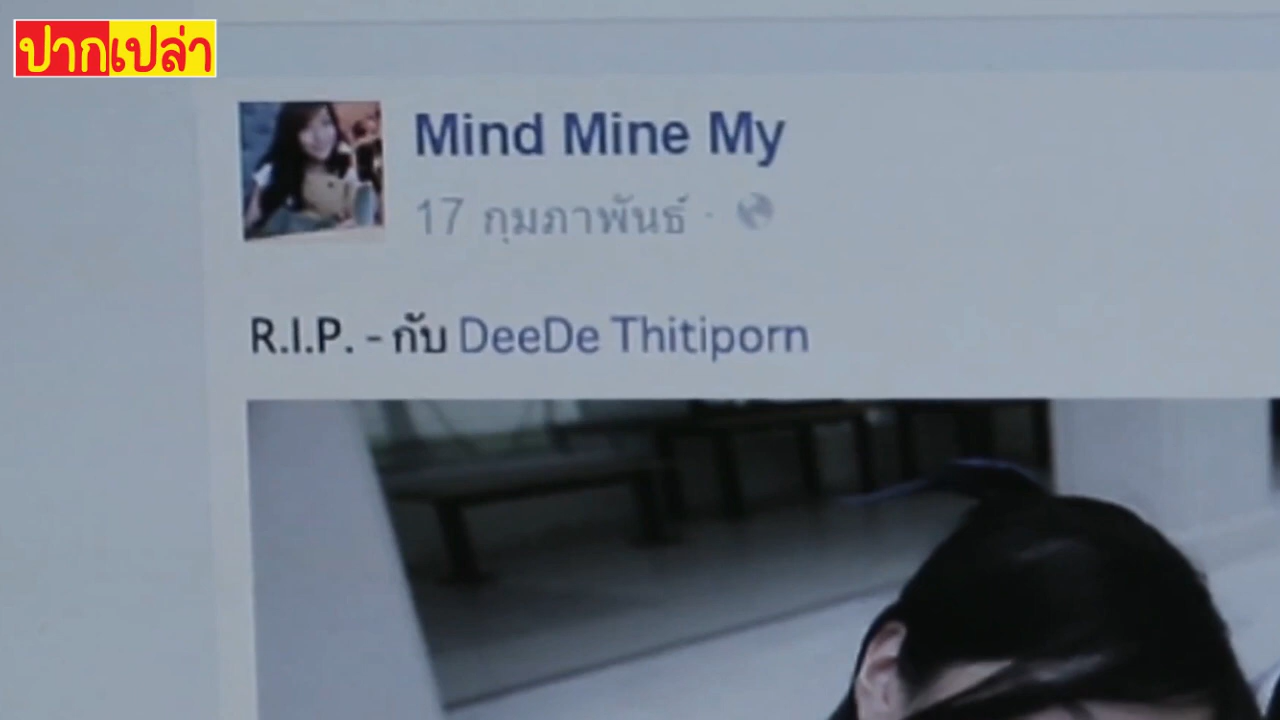 ปากเปล่า
Mind Mine My
17 กุมภาพันธ์ ·
R.I.P. - กับ DeeDe Thitiporn